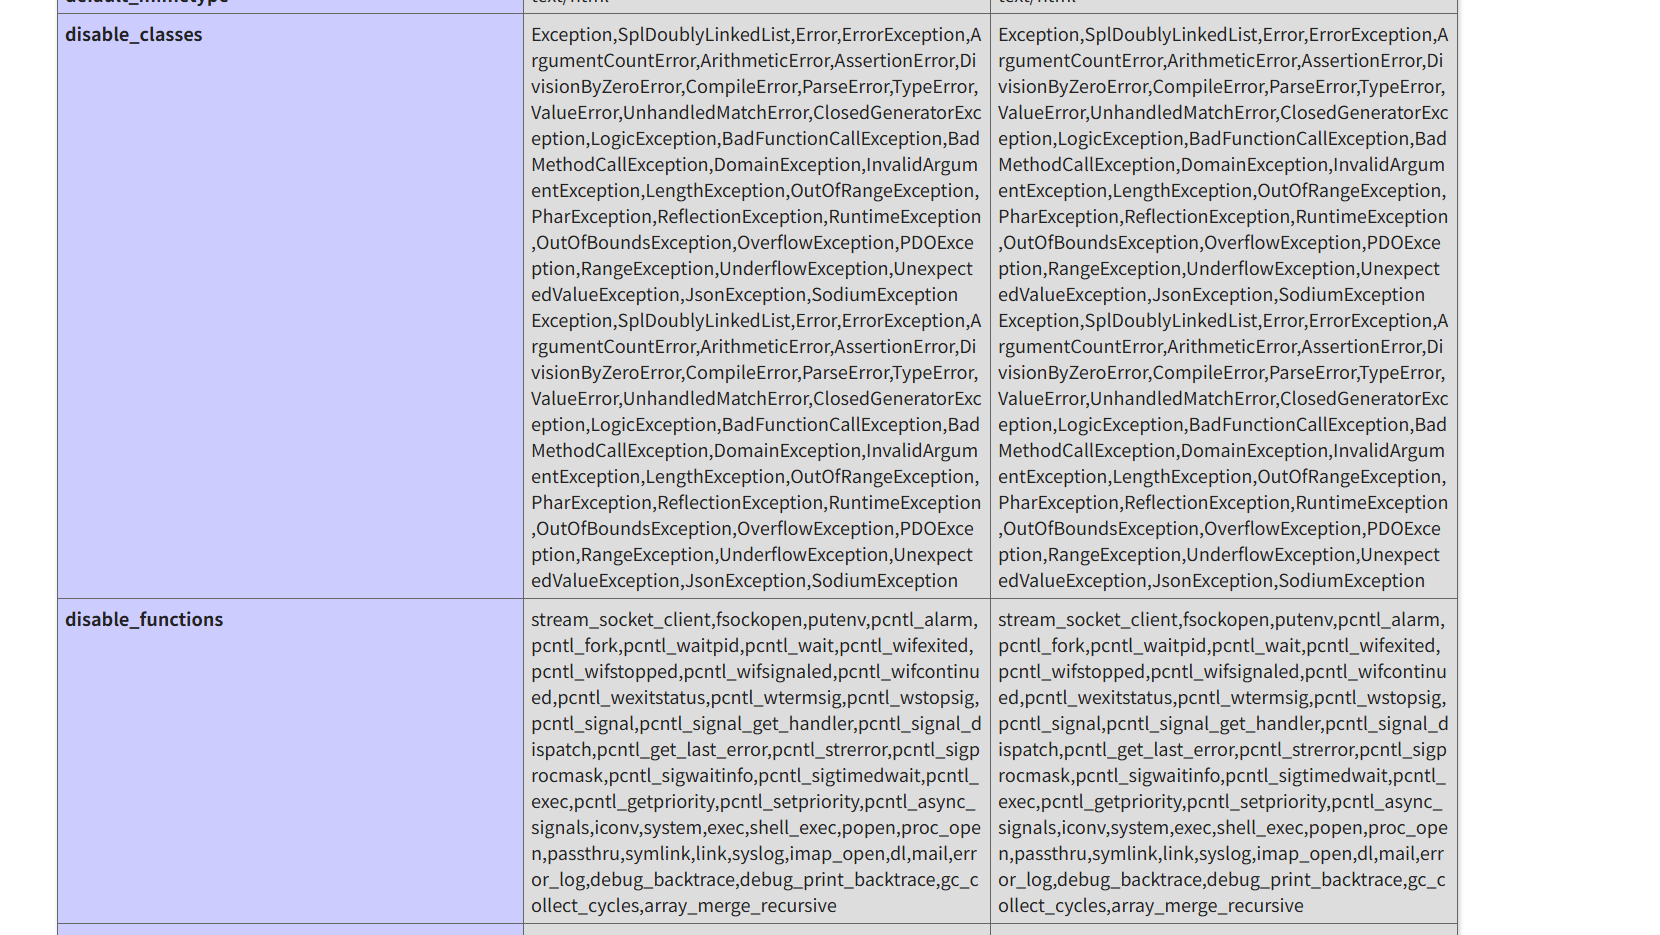 disable_classes
Exception,SplDoublyLinkedList,Error,ErrorException,A
rgumentCountError,ArithmeticError,AssertionError,Di
visionByZeroError,CompileError,ParseError,TypeError,
ValueError,UnhandledMatchError,ClosedGeneratorExc
eption,LogicException,BadFunctionCallException,Bad
MethodCallException,DomainException,InvalidArgum
entException,LengthException,OutOfRangeException,
PharException,ReflectionException,RuntimeException
,OutOfBoundsException,OverflowException,PDOExce
ption,RangeException,UnderflowException,Unexpect
edValueException,JsonException,SodiumException
Exception,SplDoublyLinkedList,Error,ErrorException,A
rgumentCountError,ArithmeticError,AssertionError,Di
visionByZeroError,CompileError,ParseError,TypeError,
ValueError,UnhandledMatchError,ClosedGeneratorExc
eption,LogicException,BadFunctionCallException,Bad
MethodCallException,DomainException,InvalidArgum
entException,LengthException,OutOfRangeException,
PharException,ReflectionException,RuntimeException
,OutOfBoundsException,OverflowException,PDOExce
ption,RangeException,UnderflowException,Unexpect
edValueException,JsonException,SodiumException
Exception,SplDoublyLinkedList,Error,ErrorException,A
rgumentCountError,ArithmeticError,AssertionError,Di
visionByZeroError,CompileError,ParseError,TypeError,
ValueError,UnhandledMatchError,ClosedGeneratorExc
eption,LogicException,BadFunctionCallException,Bad
MethodCallException,DomainException,InvalidArgum
entException,LengthException,OutOfRangeException,
PharException,ReflectionException,RuntimeException
,OutOfBoundsException,OverflowException,PDOExce
ption,RangeException,UnderflowException,Unexpect
edValueException,JsonException,SodiumException
Exception,SplDoublyLinkedList,Error,ErrorException,A
rgumentCountError,ArithmeticError,AssertionError,Di
visionByZeroError,CompileError,ParseError,TypeError,
ValueError,UnhandledMatchError,ClosedGeneratorExc
eption,LogicException,BadFunctionCallException,Bad
MethodCallException,DomainException,InvalidArgum
entException,LengthException,OutOfRangeException,
PharException,ReflectionException,RuntimeException
,OutOfBoundsException,OverflowException,PDOExce
ption,RangeException,UnderflowException,Unexpect
edValueException,JsonException,SodiumException
disable_functions
stream_socket_client,fsockopen,putenv,pcntl_alarm,
pcntl_fork,pcntl_waitpid,pcntl_wait,pcntl_wifexited,
pcntl_wifstopped,pcntl_wifsignaled,pcntl_wifcontinu
ed,pcntl_wexitstatus,pcntl_wtermsig,pcntl_wstopsig,
pcntl_signal,pcntl_signal_get_handler,pcntl_signal_d
ispatch,pcntl_get_last_error,pcntl_strerror,pcntl_sigp
rocmask,pcntl_sigwaitinfo,pcntl_sigtimedwait,pcntl_
exec,pcntl_getpriority,pcntl_setpriority,pcntl_async_
signals,iconv,system,exec,shell_exec,popen,proc_ope
n,passthru,symlink,link,syslog,imap_open,dl,mail,err
or_log,debug_backtrace,debug_print_backtrace,gc_c
ollect_cycles,array_merge_recursive
stream_socket_client,fsockopen,putenv,pcntl_alarm,
pcntl_fork,pcntl_waitpid,pcntl_wait,pcntl_wifexited,
pcntl_wifstopped,pcntl_wifsignaled,pcntl_wifcontinu
ed,pcntl_wexitstatus,pcntl_wtermsig,pcntl_wstopsig,
pcntl_signal,pcntl_signal_get_handler,pcntl_signal_d
ispatch,pcntl_get_last_error,pcntl_strerror,pcntl_sigp
rocmask,pcntl_sigwaitinfo,pcntl_sigtimedwait,pcntl_
exec,pcntl_getpriority,pcntl_setpriority,pcntl_async_
signals,iconv,system,exec,shell_exec,popen,proc_ope
n,passthru,symlink,link,syslog,imap_open,dl,mail,err
or_log,debug_backtrace,debug_print_backtrace,gc_c
ollect_cycles,array_merge_recursive